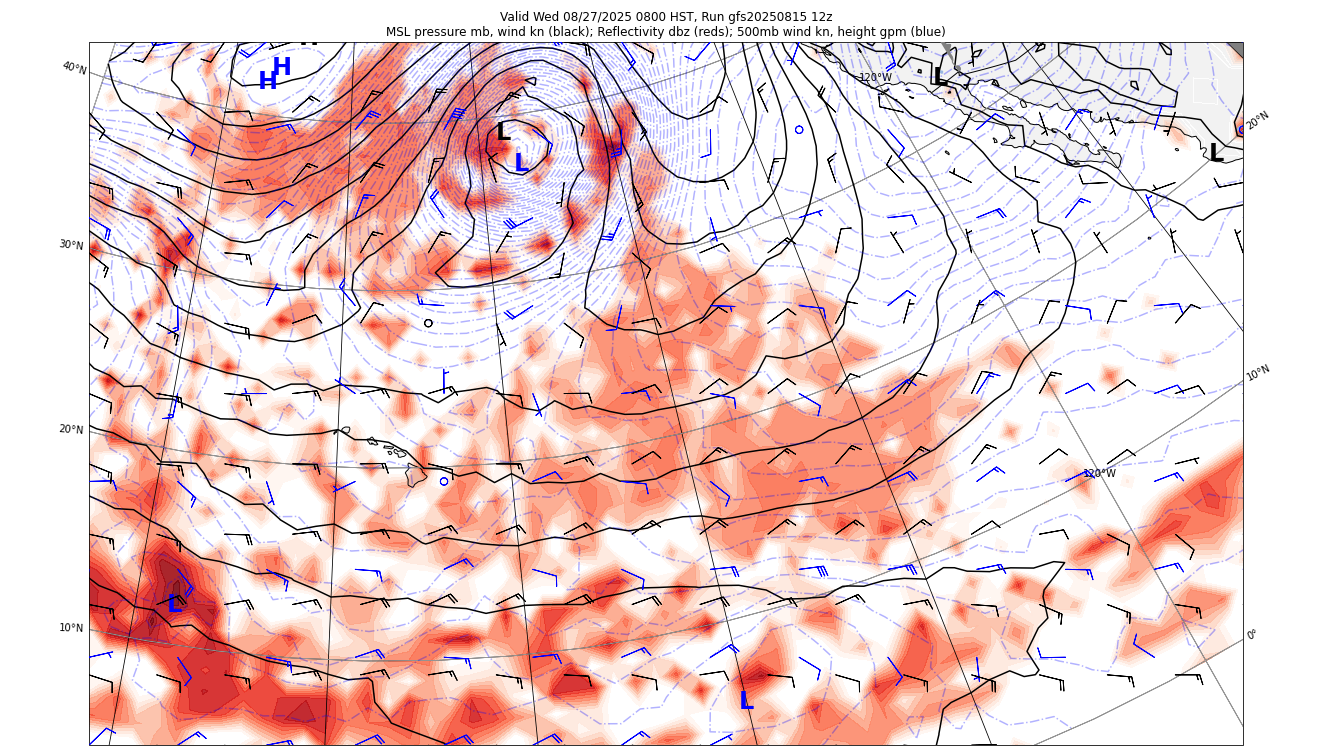 Valid Wed 08/27/2025 0800 HST, Run gfs20250815 12z
MSL pressure mb, wind kn (black); Reflectivity dbz (reds); 500mb wind kn, height gpm (blue)
H
H
40°N
120°W
L
20°N
L
L
L
30°N
10°N
20°N
120°W
L
10°N
0°
L